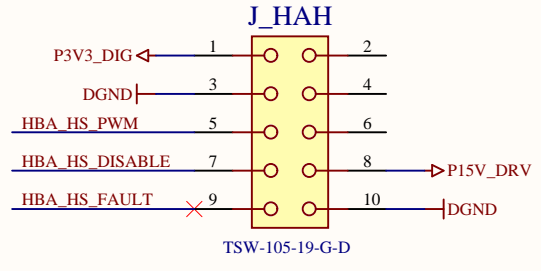 J_HAH
P3V3_DIG 1 2
DGND 3 4
HBA_HS_PWM 5 6
HBA_HS_DISABLE 7 8 P15V_DRV
HBA_HS_FAULT 9 10 DGND
TSW-105-19-G-D